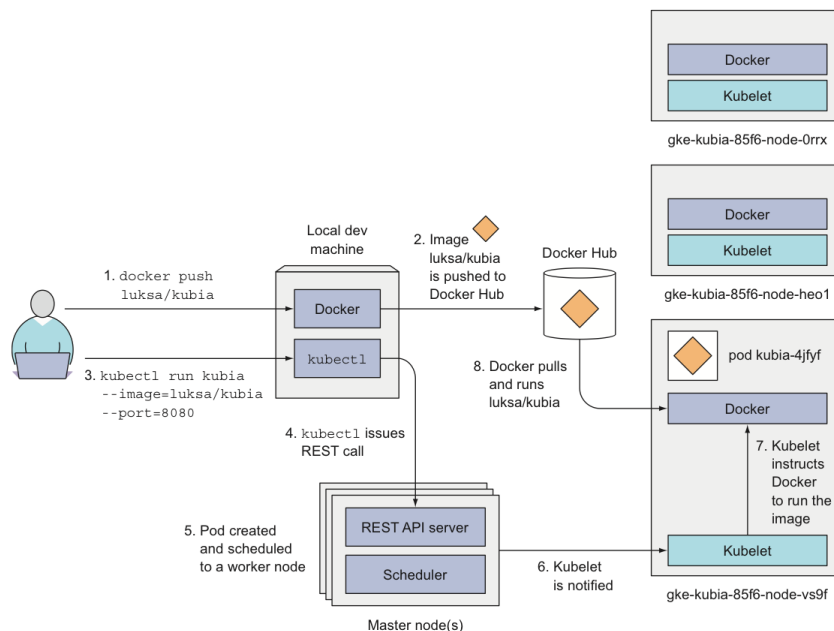 Docker
Kubelet
gke-kubia-85f6-node-0rrx
Docker
Kubelet
gke-kubia-85f6-node-heo1
Local dev
machine
1. docker push
luksa/kubia
Docker
kubectl
2. Image
luksa/kubia
is pushed to
Docker Hub
Docker Hub
3. kubectl run kubia
--image=luksa/kubia
--port=8080
4. kubectl issues
REST call
5. Pod created
and scheduled
to a worker node
REST API server
Scheduler
Master node(s)
6. Kubelet
is notified
pod kubia-4jfyf
Docker
7. Kubelet
instructs
Docker
to run the
image
Kubelet
gke-kubia-85f6-node-vs9f
8. Docker pulls
and runs
luksa/kubia